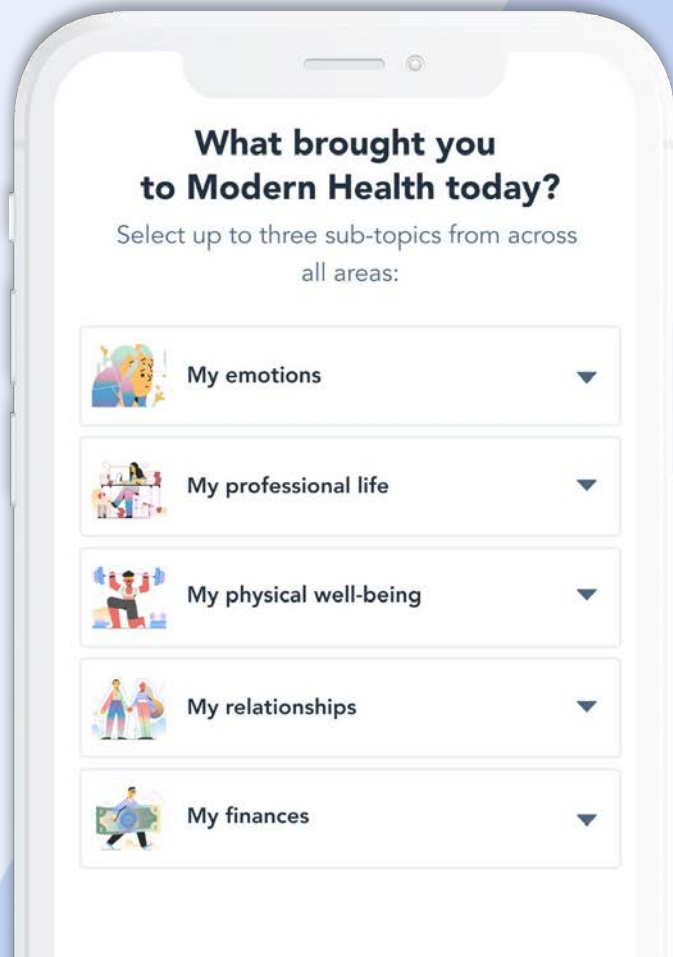 What brought you
to Modern Health today?
Select up to three sub-topics from across
all areas:
My emotions
My professional life
My physical well-being
My relationships
My finances